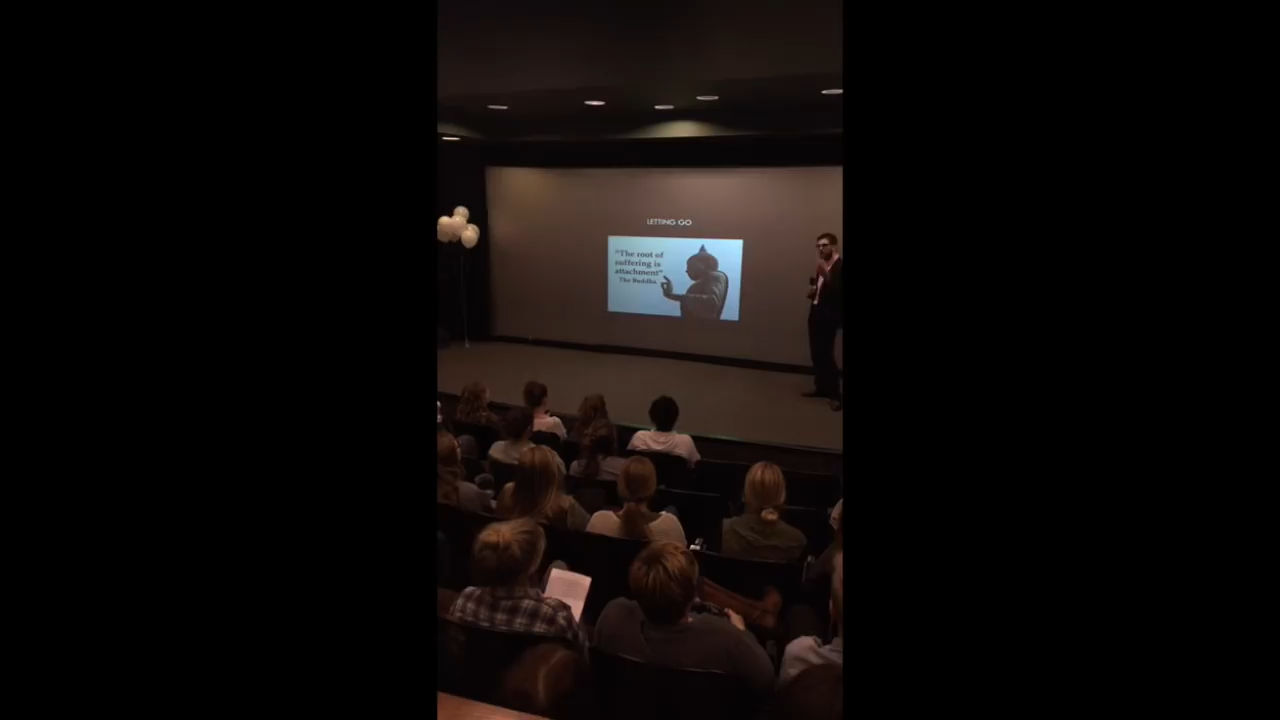 LETTING GO
"The root of
suffering is
attachment"
The Buddha